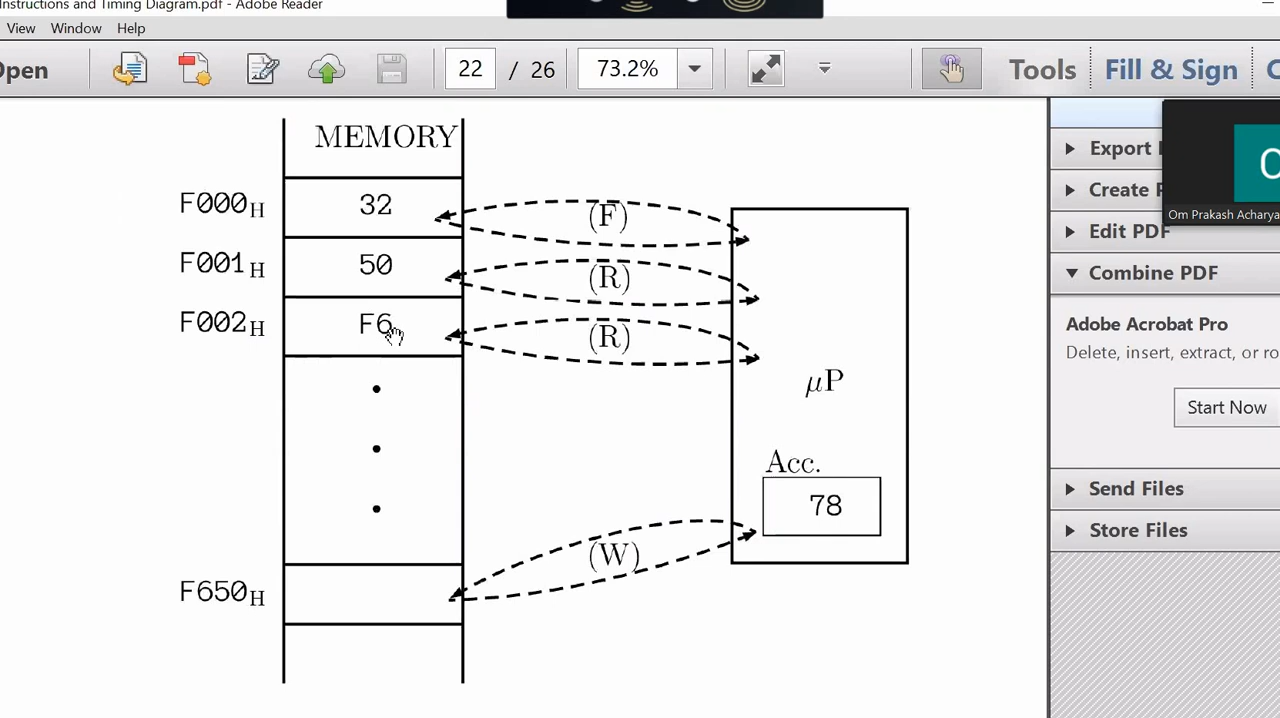 Instructions and Timing Diagram.pdf - Adobe Reader
View Window Help
Open
22 / 26
73.2%
Tools
Fill & Sign
MEMORY
F000H
32
(F)
F001H
50
(R)
F002H
F6
(R)
μP
Acc.
78
(W)
F650H
Export
Create
Edit PDF
Combine PDF
Adobe Acrobat Pro
Delete, insert, extract, or ro
Start Now
Send Files
Store Files
Om Prakash Acharya